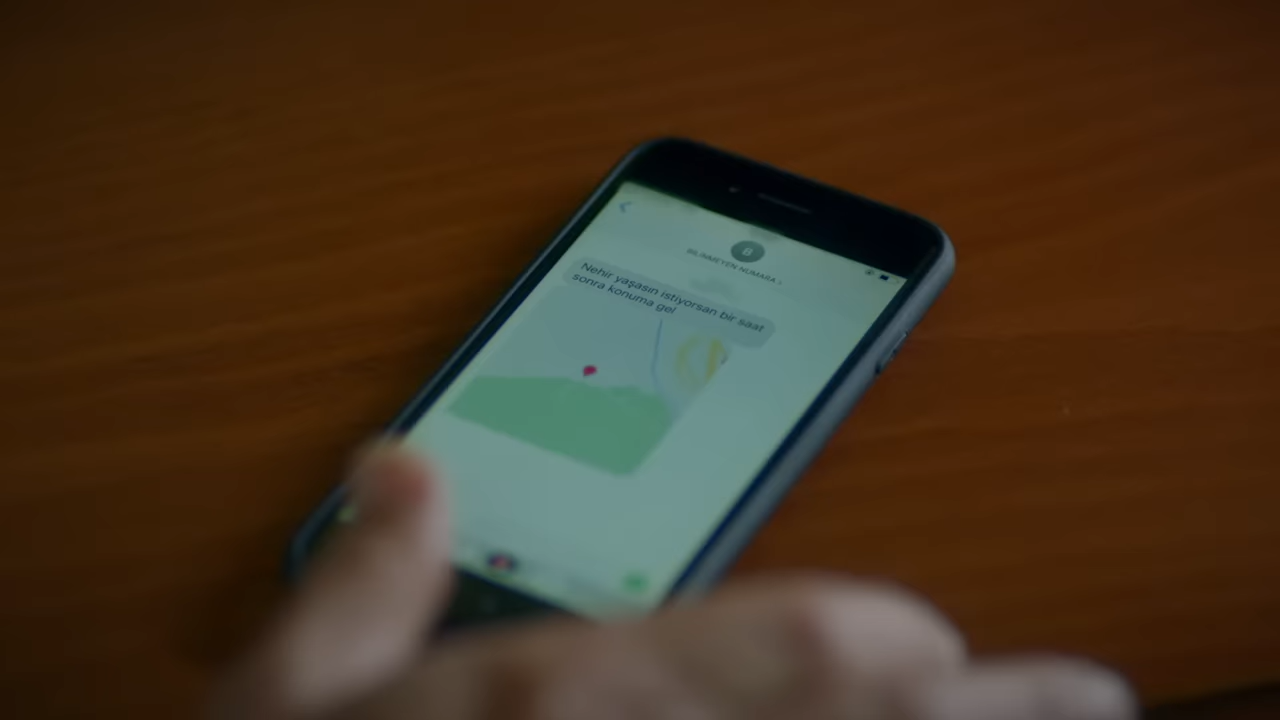 B
BİLİNMEYEN NUMARA
Nehir yaşasın istiyorsan bir saat
sonra konuma gel